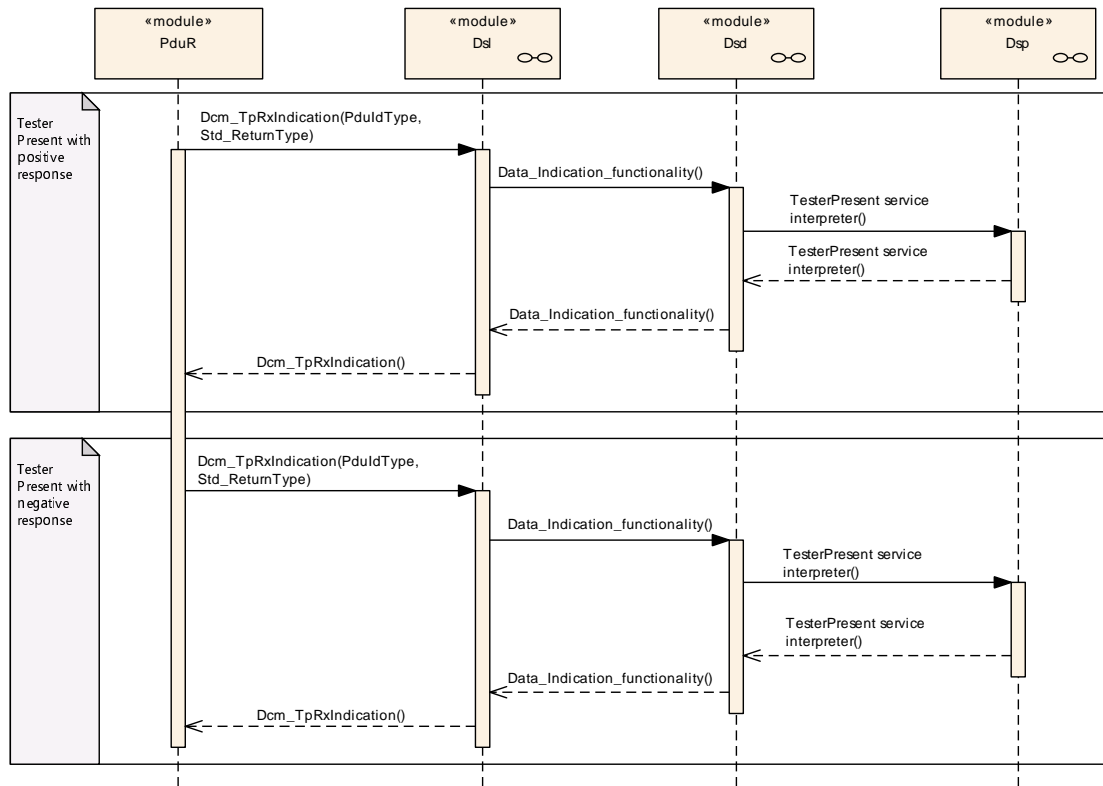 «module»
PduR
«module»
Dsl
«module»
Dsd
«module»
Dsp
Tester
Present with
positive
response
Dcm_TpRxIndication(PduIdType,
Std_ReturnType)
Data_Indication_functionality()
TesterPresent service
interpreter()
TesterPresent service
interpreter()
Data_Indication_functionality()
Dcm_TpRxIndication()
Tester
Present with
negative
response
Dcm_TpRxIndication(PduIdType,
Std_ReturnType)
Data_Indication_functionality()
TesterPresent service
interpreter()
TesterPresent service
interpreter()
Data_Indication_functionality()
Dcm_TpRxIndication()